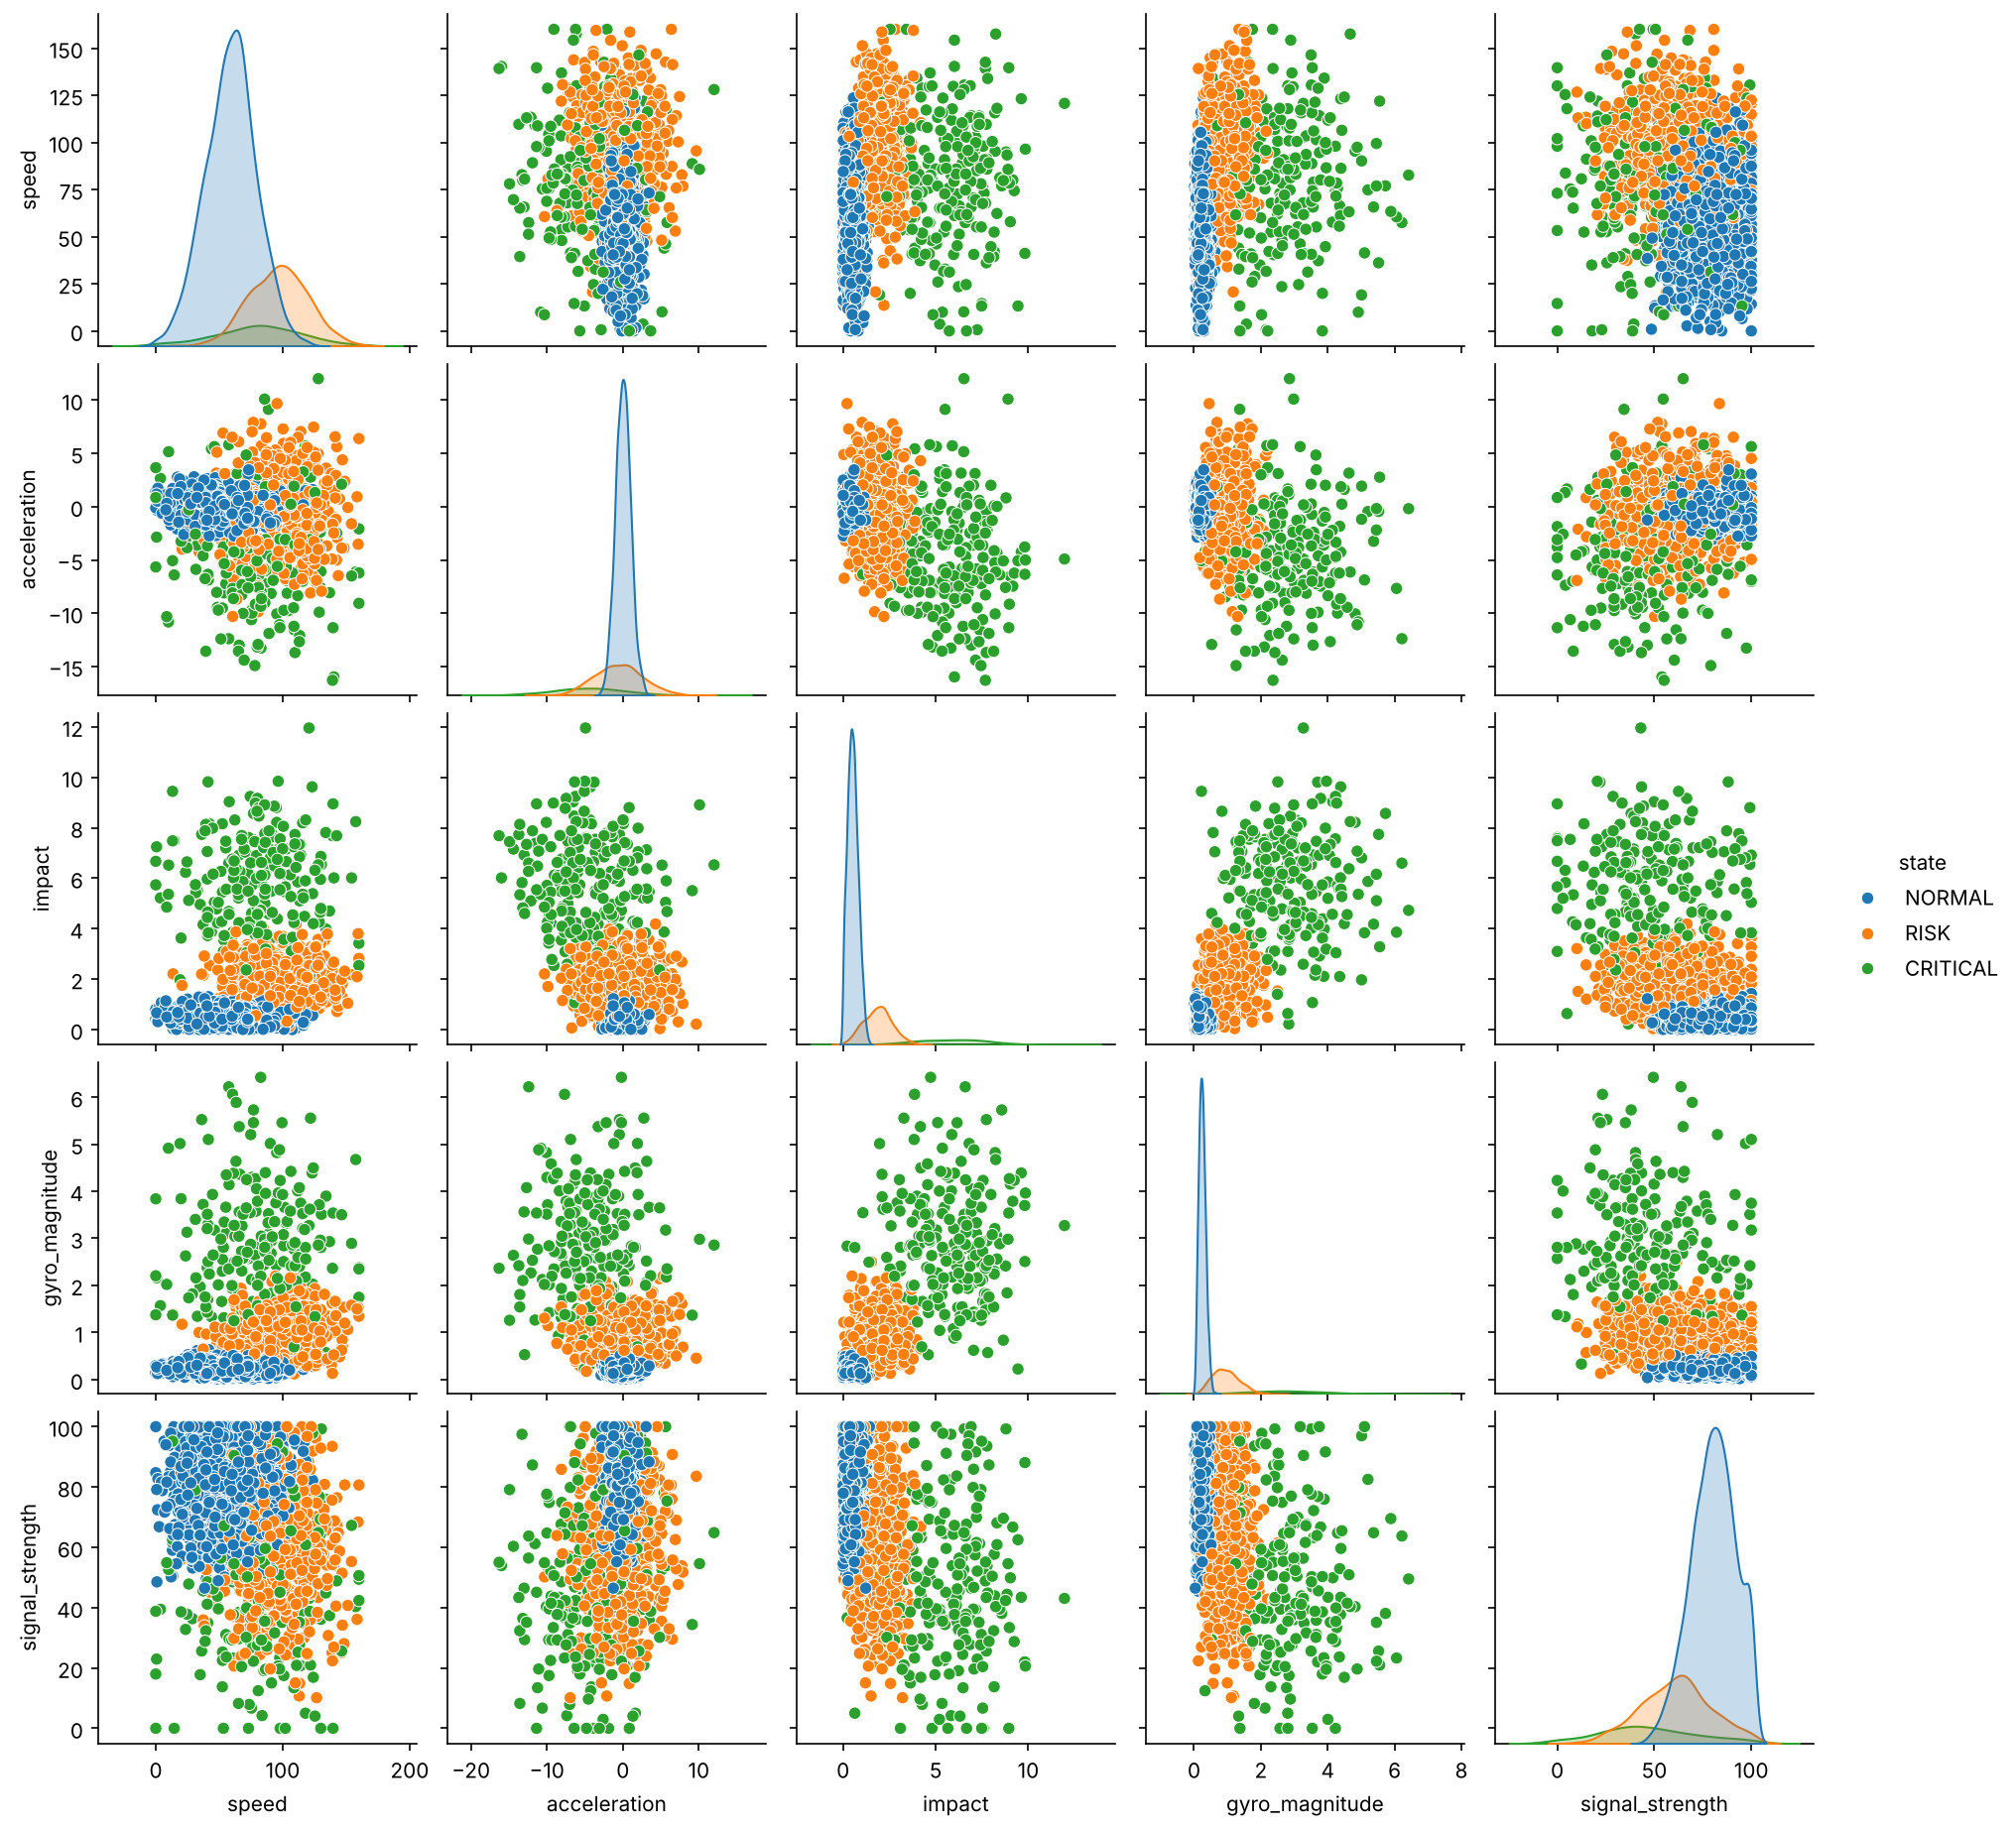 150
125
100
75
50
25
0
speed
10
5
0
−5
−10
−15
acceleration
12
10
8
6
4
2
0
impact
state
NORMAL
RISK
CRITICAL
6
5
4
3
2
1
0
gyro_magnitude
100
80
60
40
20
0
signal_strength
0 100 200
−20 −10 0 10
0 5 10
0 2 4 6 8
0 50 100
speed
acceleration
impact
gyro_magnitude
signal_strength